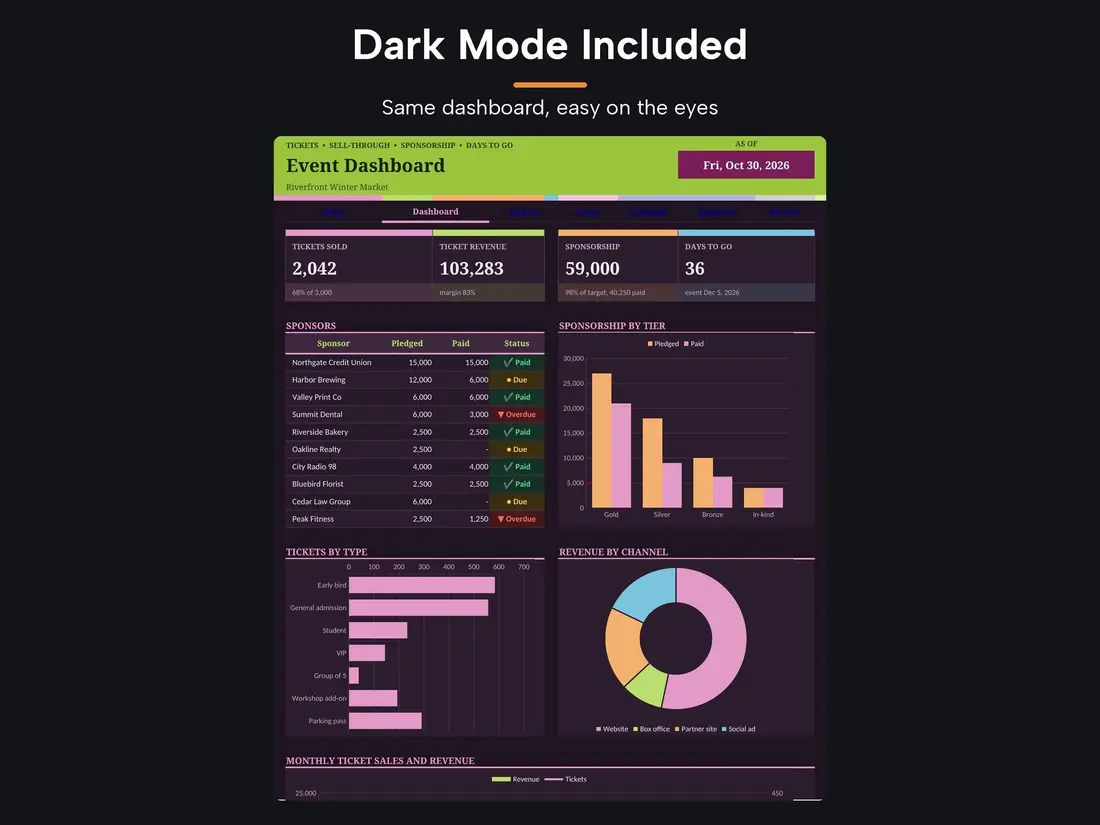 Dark Mode Included
Same dashboard, easy on the eyes
TICKETS • SELL-THROUGH • SPONSORSHIP • DAYS TO GO
AS OF
Event Dashboard
Fri, Oct 30, 2026
Riverfront Winter Market
Dashboard
TICKETS SOLD
TICKET REVENUE
SPONSORSHIP
DAYS TO GO
2,042
103,283
59,000
36
68% of 3,000
margin 83%
98% of target, 40,250 paid
event Dec 5, 2026
SPONSORS
Sponsor Pledged Paid Status
Northgate Credit Union 15,000 15,000 ✓ Paid
Harbor Brewing 12,000 6,000 ● Due
Valley Print Co 6,000 6,000 ✓ Paid
Summit Dental 6,000 3,000 ▼ Overdue
Riverside Bakery 2,500 2,500 ✓ Paid
Oakline Realty 2,500 - ● Due
City Radio 98 4,000 4,000 ✓ Paid
Bluebird Florist 2,500 2,500 ✓ Paid
Cedar Law Group 6,000 - ● Due
Peak Fitness 2,500 1,250 ▼ Overdue
SPONSORSHIP BY TIER
Pledged Paid
30,000
25,000
20,000
15,000
10,000
5,000
0
Gold Silver Bronze In-kind
TICKETS BY TYPE
0 100 200 300 400 500 600 700
Early bird
General admission
Student
VIP
Group of 5
Workshop add-on
Parking pass
REVENUE BY CHANNEL
Website Box office Partner site Social ad
MONTHLY TICKET SALES AND REVENUE
Revenue Tickets
25,000 450